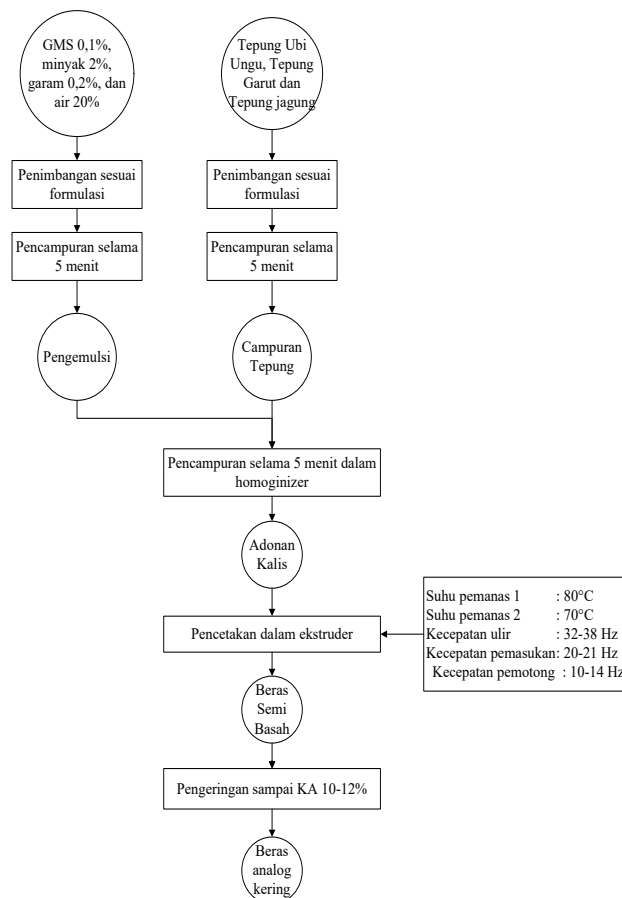 GMS 0,1%,
minyak 2%,
garam 0,2%, dan
air 20%
Tepung Ubi
Ungu, Tepung
Garut dan
Tepung jagung
Penimbangan sesuai
formulasi
Penimbangan sesuai
formulasi
Pencampuran selama
5 menit
Pencampuran selama
5 menit
Pengemulsi
Campuran
Tepung
Pencampuran selama 5 menit dalam
homoginizer
Adonan
Kalis
Pencetakan dalam ekstruder
Suhu pemanas 1 : 80°C
Suhu pemanas 2 : 70°C
Kecepatan ulir : 32-38 Hz
Kecepatan pemasukan: 20-21 Hz
Kecepatan pemotong : 10-14 Hz
Beras
Semi
Basah
Pengeringan sampai KA 10-12%
Beras
analog
kering